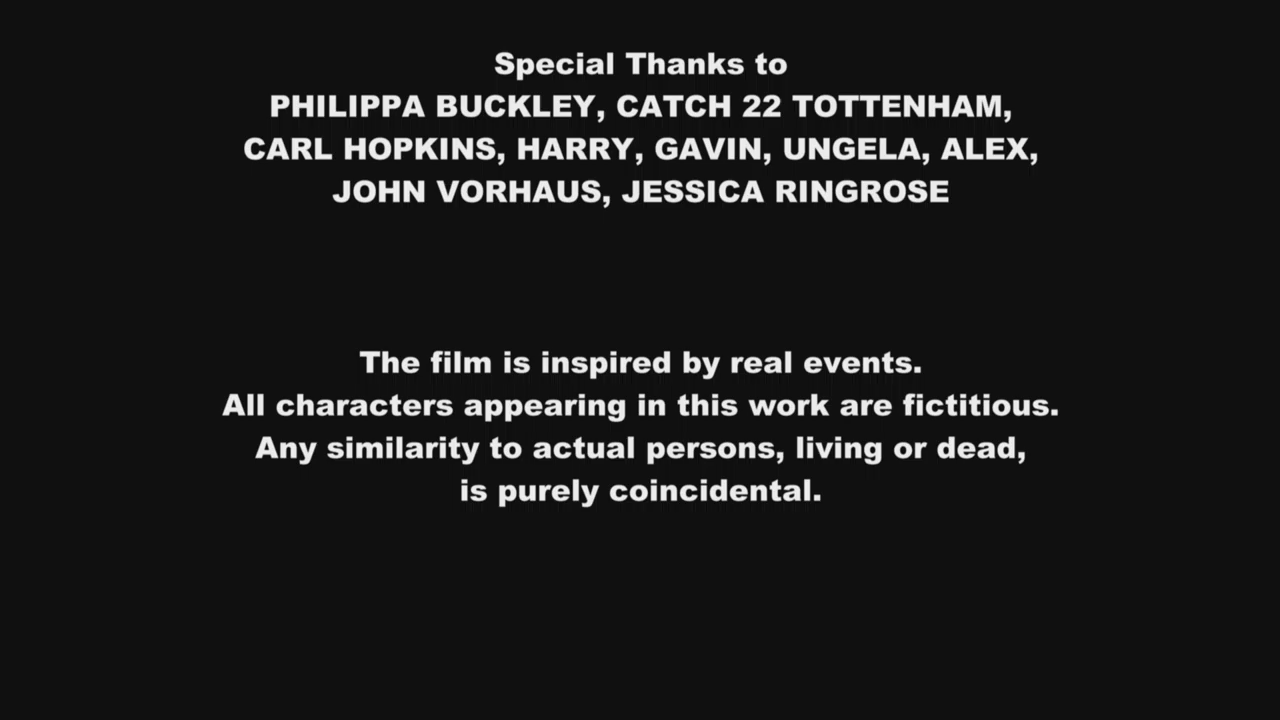 Special Thanks to
PHILIPPA BUCKLEY, CATCH 22 TOTTENHAM,
CARL HOPKINS, HARRY, GAVIN, UNGELA, ALEX,
JOHN VORHAUS, JESSICA RINGROSE
The film is inspired by real events.
All characters appearing in this work are fictitious.
Any similarity to actual persons, living or dead,
is purely coincidental.